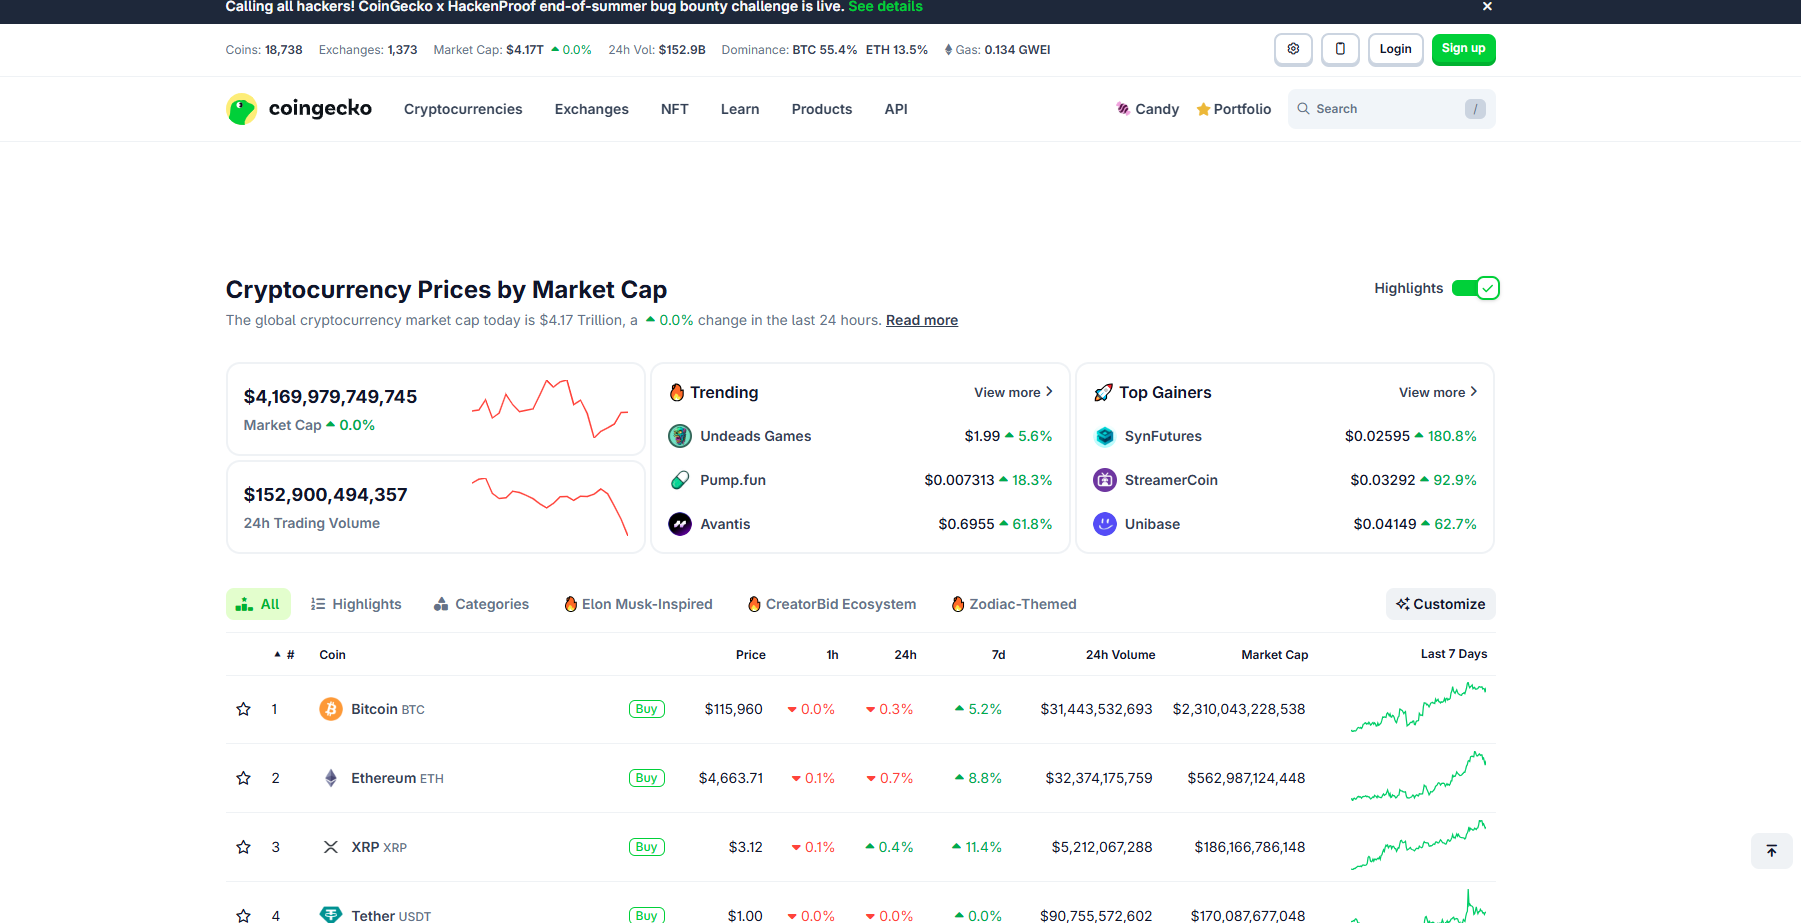 Calling all hackers! CoinGecko x HackenProof end-of-summer bug bounty challenge is live. See details
Coins: 18,738 Exchanges: 1,373 Market Cap: $4.17T 0.0% 24h Vol: $152.9B Dominance: BTC 55.4% ETH 13.5% Gas: 0.134 GWEI
Login Sign up
coingecko Cryptocurrencies Exchanges NFT Learn Products API Candy Portfolio Search /
Cryptocurrency Prices by Market Cap
Highlights
The global cryptocurrency market cap today is $4.17 Trillion, a 0.0% change in the last 24 hours. Read more
$4,169,979,749,745
Market Cap 0.0%
$152,900,494,357
24h Trading Volume
Trending View more
Undeads Games $1.99 5.6%
Pump.fun $0.007313 18.3%
Avantis $0.6955 61.8%
Top Gainers View more
SynFutures $0.02595 180.8%
StreamerCoin $0.03292 92.9%
Unibase $0.04149 62.7%
All Highlights Categories Elon Musk-Inspired CreatorBid Ecosystem Zodiac-Themed Customize
# Coin Price 1h 24h 7d 24h Volume Market Cap Last 7 Days
1 Bitcoin BTC Buy $115,960 0.0% 0.3% 5.2% $31,443,532,693 $2,310,043,228,538
2 Ethereum ETH Buy $4,663.71 0.1% 0.7% 8.8% $32,374,175,759 $562,987,124,448
3 XRP XRP Buy $3.12 0.1% 0.4% 11.4% $5,212,067,288 $186,166,786,148
4 Tether USDT Buy $1.00 0.0% 0.0% 0.0% $90,755,572,602 $170,087,677,048